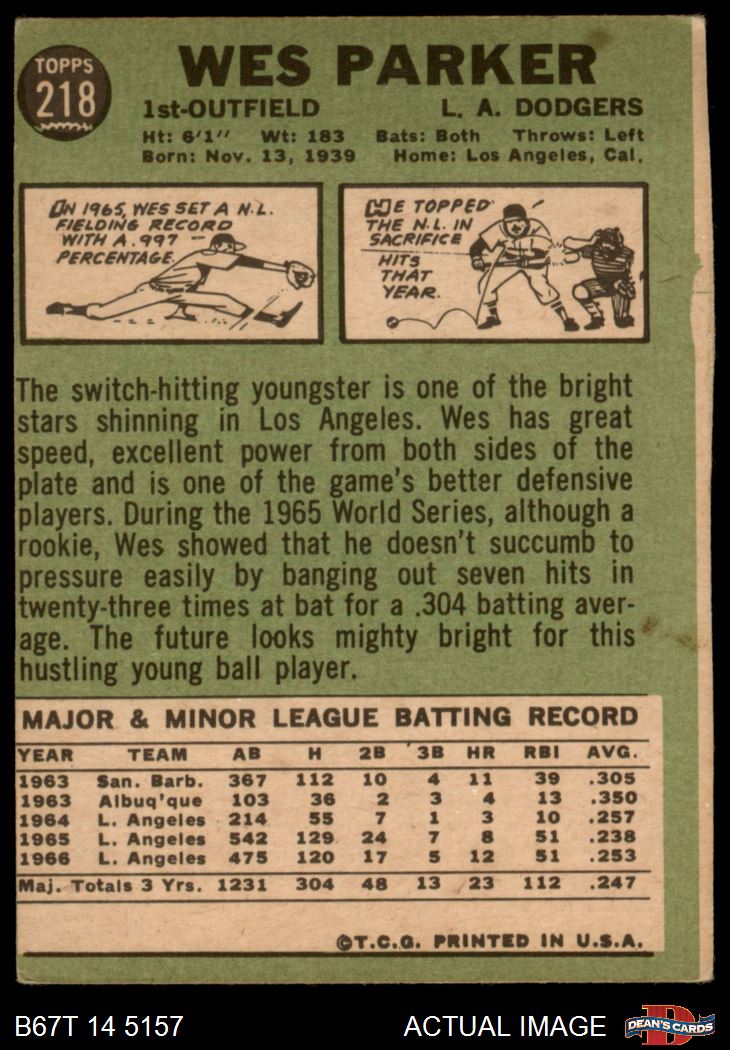 TOPPS
218
WES PARKER
1st-OUTFIELD L. A. DODGERS
Ht: 6'1" Wt: 183 Bats: Both Throws: Left
Born: Nov. 13, 1939 Home: Los Angeles, Cal.
IN 1965, WES SET A N.L.
FIELDING RECORD
WITH A .997
PERCENTAGE.
HE TOPPED
THE N.L. IN
SACRIFICE
HITS
THAT
YEAR.
The switch-hitting youngster is one of the bright
stars shinning in Los Angeles. Wes has great
speed, excellent power from both sides of the
plate and is one of the game's better defensive
players. During the 1965 World Series, although a
rookie, Wes showed that he doesn't succumb to
pressure easily by banging out seven hits in
twenty-three times at bat for a .304 batting aver-
age. The future looks mighty bright for this
hustling young ball player.
MAJOR & MINOR LEAGUE BATTING RECORD
YEAR TEAM AB H 2B 3B HR RBI AVG.
1963 San. Barb. 367 112 10 4 11 39 .305
1963 Albuq'que 103 36 2 3 4 13 .350
1964 L. Angeles 214 55 7 1 3 10 .257
1965 L. Angeles 542 129 24 7 8 51 .238
1966 L. Angeles 475 120 17 5 12 51 .253
Maj. Totals 3 Yrs. 1231 304 48 13 23 112 .247
©T.C.G. PRINTED IN U.S.A.
B67T 14 5157 ACTUAL IMAGE DEAN'S CARDS